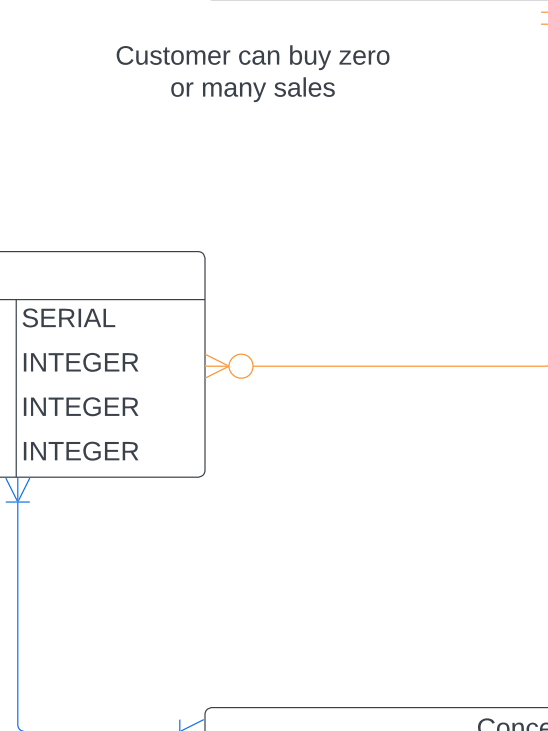 Customer can buy zero
or many sales
SERIAL
INTEGER
INTEGER
INTEGER